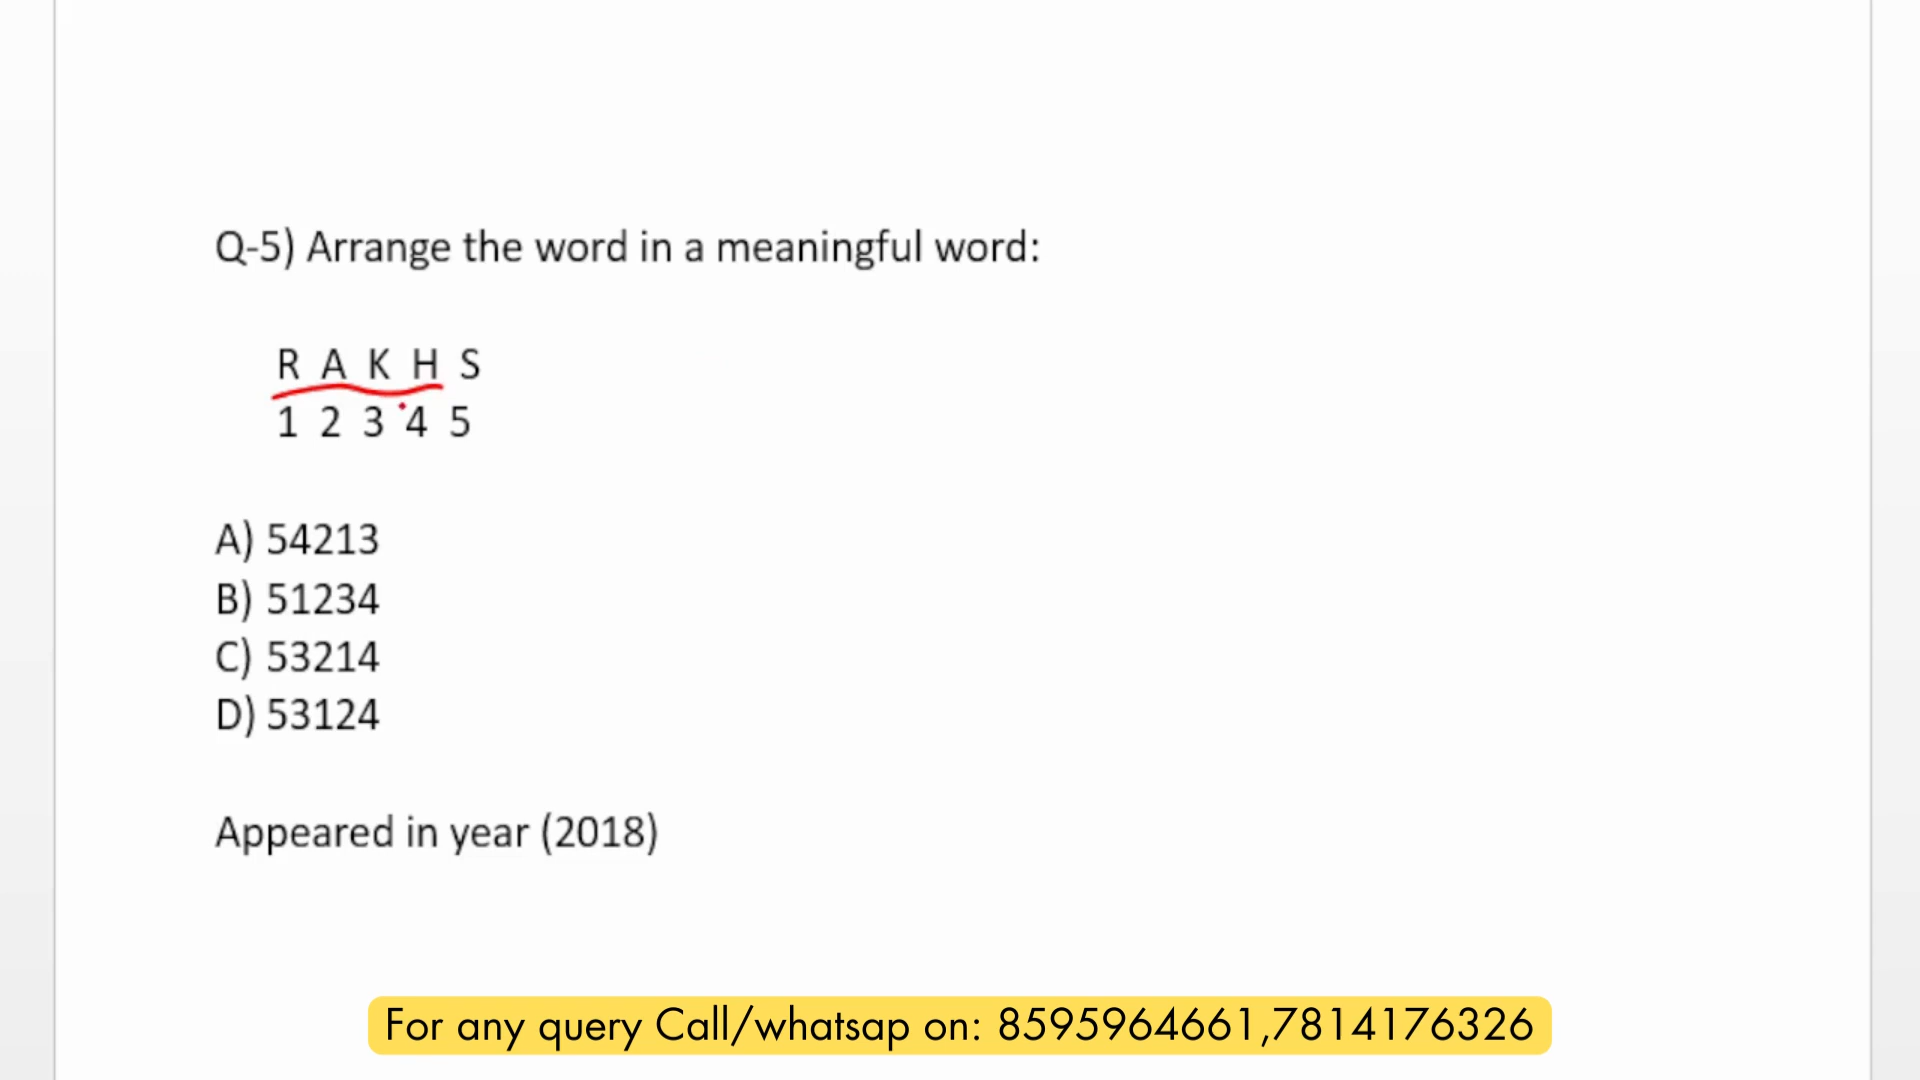 Q-5) Arrange the word in a meaningful word:
R A K H S
1 2 3 4 5
A) 54213
B) 51234
C) 53214
D) 53124
Appeared in year (2018)
For any query Call/whatsap on: 8595964661,7814176326